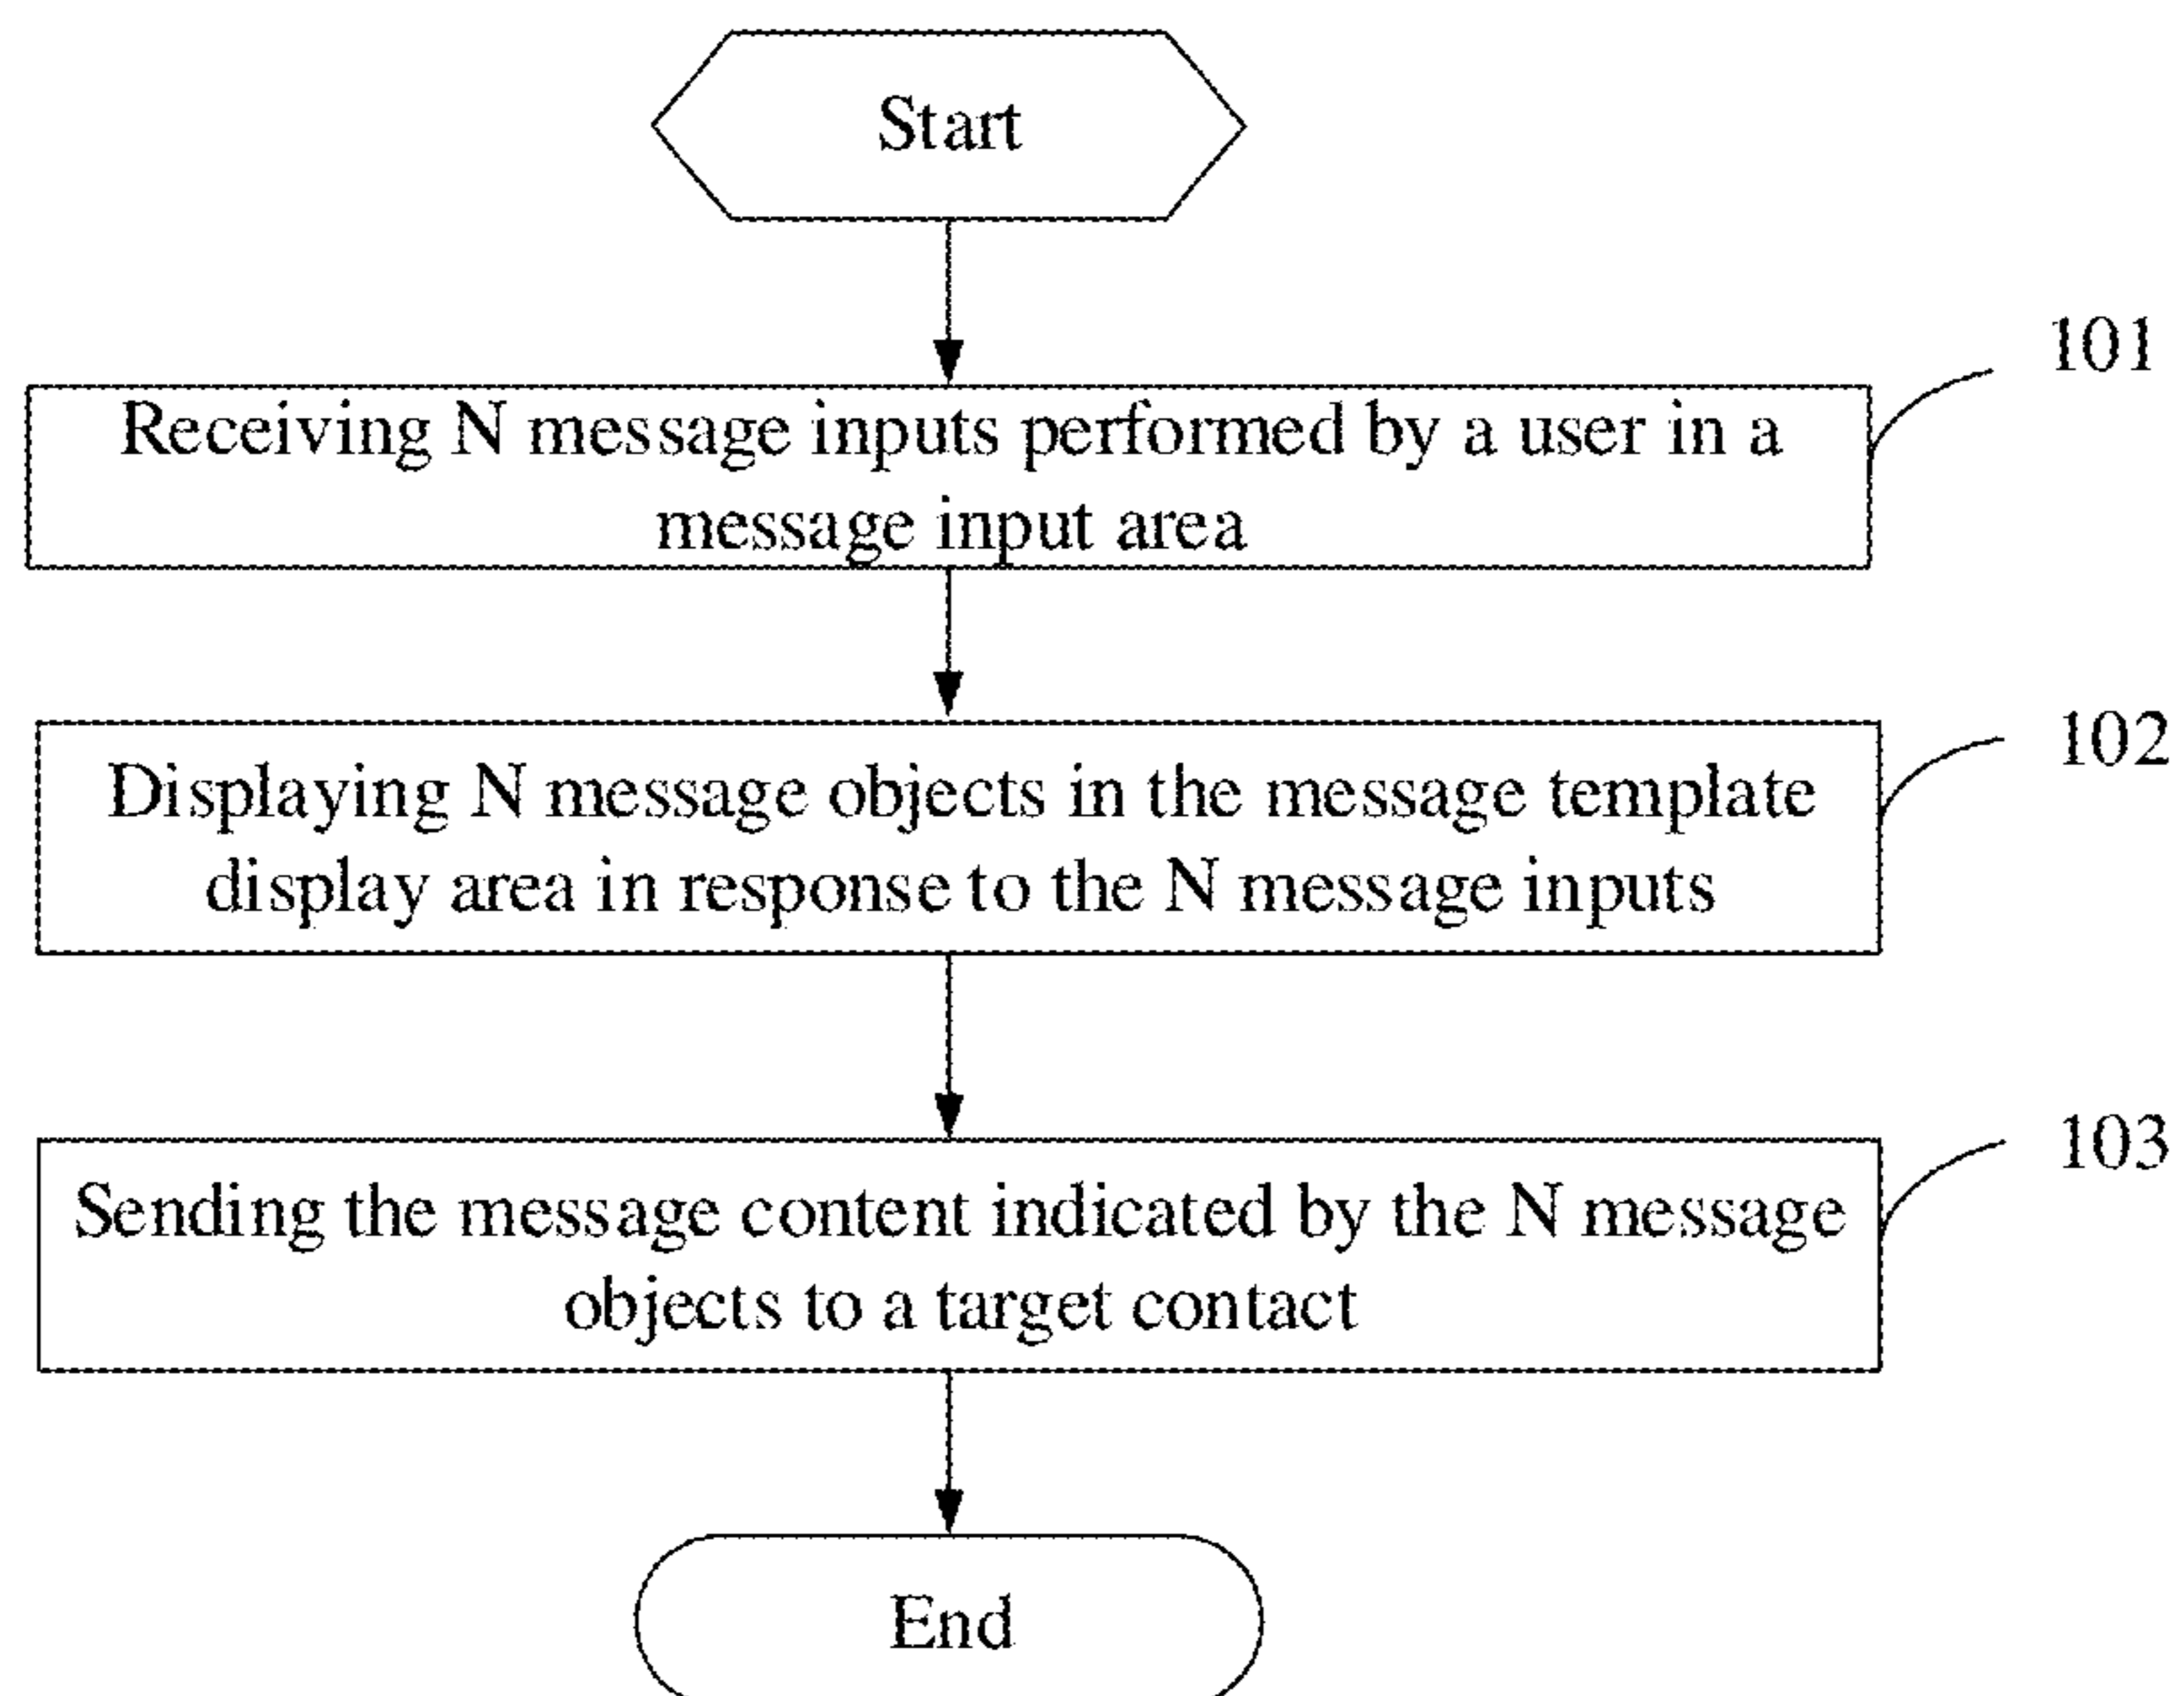 Start
101
Receiving N message inputs performed by a user in a
message input area
102
Displaying N message objects in the message template
display area in response to the N message inputs
103
Sending the message content indicated by the N message
objects to a target contact
End